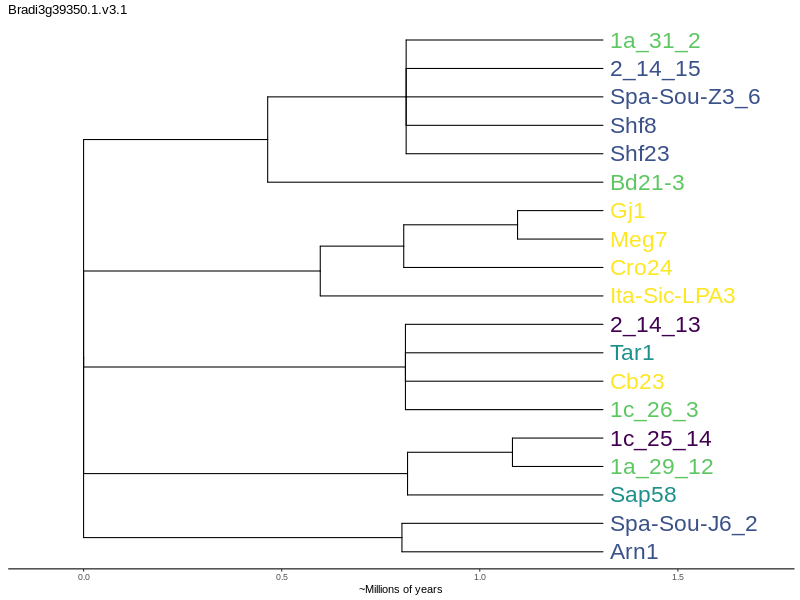 Bradi3g39350.1.v3.1
1a_31_2
2_14_15
Spa-Sou-Z3_6
Shf8
Shf23
Bd21-3
Gj1
Meg7
Cro24
Ita-Sic-LPA3
2_14_13
Tar1
Cb23
1c_26_3
1c_25_14
1a_29_12
Sap58
Spa-Sou-J6_2
Arn1
0.0 0.5 1.0 1.5
~Millions of years